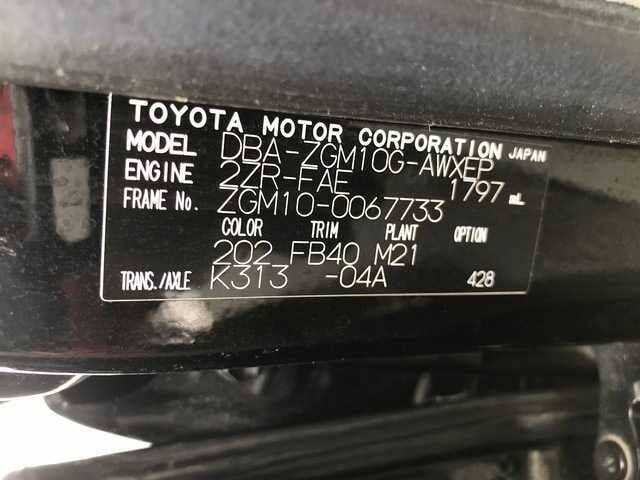 TOYOTA MOTOR CORPORATION JAPAN
MODEL DBA-ZGM10G-AWXEP
ENGINE 2ZR-FAE 1797 mL
FRAME No. ZGM10-0067733
COLOR TRIM PLANT OPTION
202 FB40 M21
TRANS./AXLE K313 -04A 428